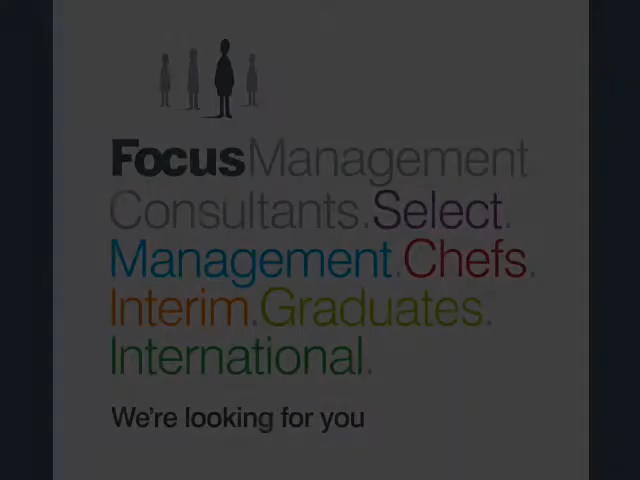 FocusManagement
Consultants.Select.
Management.Chefs.
Interim.Graduates.
International.
We're looking for you